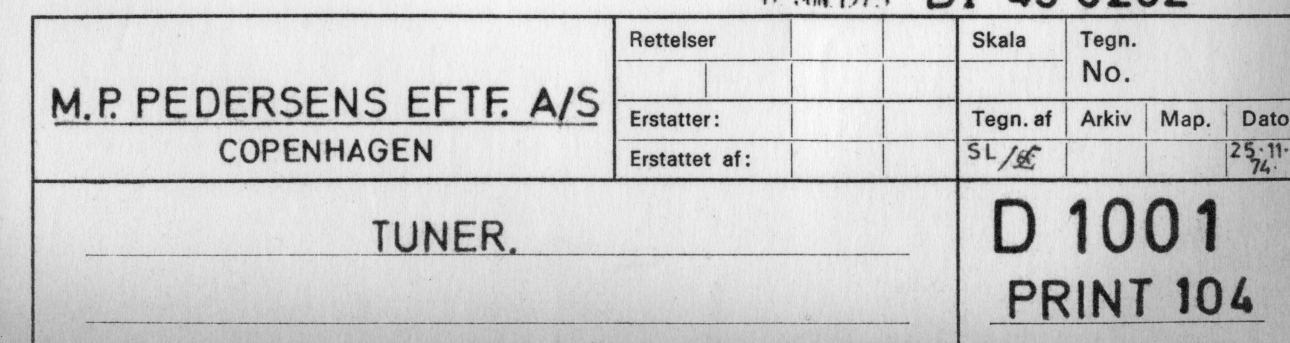 Rettelser
Skala
Tegn.
No.
M.P. PEDERSENS EFTF. A/S
COPENHAGEN
Erstatter:
Erstattet af:
Tegn. af
Arkiv
Map.
Dato
SL/
25.11.
74.
TUNER.
D 1001
PRINT 104